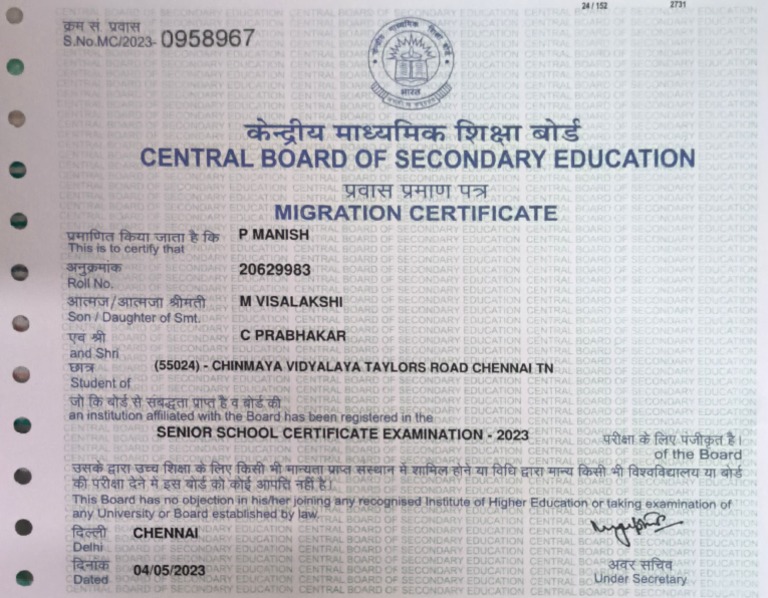 24 / 152 2731
क्रम सं. प्रवास
S.No.MC/2023- 0958967
भारत
केन्द्रीय माध्यमिक शिक्षा बोर्ड
CENTRAL BOARD OF SECONDARY EDUCATION
प्रवास प्रमाण पत्र
MIGRATION CERTIFICATE
प्रमाणित किया जाता है कि P MANISH
This is to certify that
अनुक्रमांक 20629983
Roll No.
आत्मज/आत्मजा श्रीमती M VISALAKSHI
Son / Daughter of Smt.
एवं श्री C PRABHAKAR
and Shri
छात्र (55024) - CHINMAYA VIDYALAYA TAYLORS ROAD CHENNAI TN
Student of
जो कि बोर्ड से संबद्धता प्राप्त है व बोर्ड की
an institution affiliated with the Board has been registered in the
SENIOR SCHOOL CERTIFICATE EXAMINATION - 2023 परीक्षा के लिए पंजीकृत है।
of the Board
उसके द्वारा उच्च शिक्षा के लिए किसी भी मान्यता प्राप्त संस्थान में शामिल होने या विधि द्वारा मान्य किसी भी विश्वविद्यालय या बोर्ड
की परीक्षा देने में इस बोर्ड को कोई आपत्ति नहीं है।
This Board has no objection in his/her joining any recognised Institute of Higher Education or taking examination of
any University or Board established by law.
दिल्ली CHENNAI
Delhi
दिनांक 04/05/2023
Dated
अवर सचिव
Under Secretary